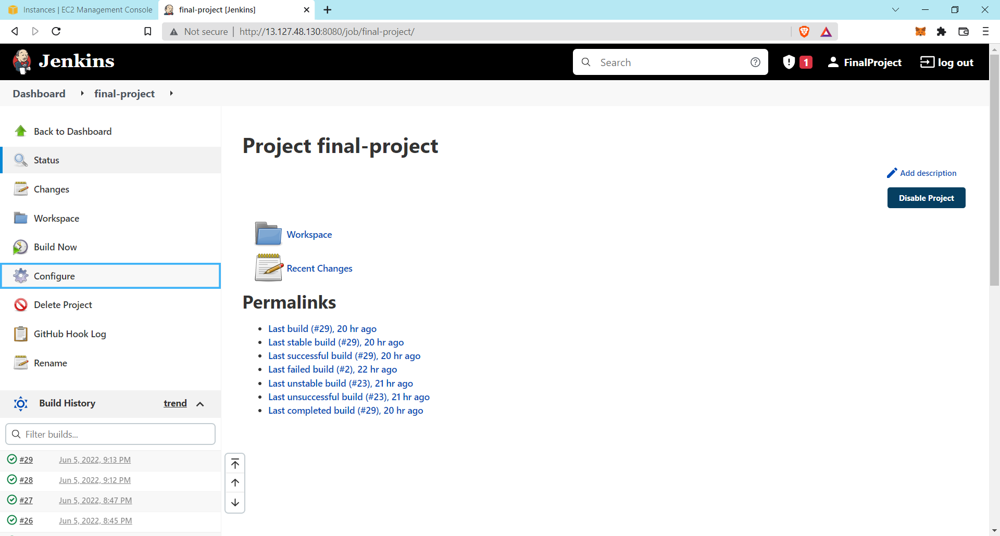 Instances | EC2 Management Console
final-project [Jenkins]
Not secure
http://13.127.48.130:8080/job/final-project/
Jenkins
Search
1
FinalProject
log out
Dashboard
final-project
Back to Dashboard
Status
Changes
Workspace
Build Now
Configure
Delete Project
GitHub Hook Log
Rename
Build History
trend
Filter builds...
#29 Jun 5, 2022, 9:13 PM
#28 Jun 5, 2022, 9:12 PM
#27 Jun 5, 2022, 8:47 PM
#26 Jun 5, 2022, 8:45 PM
Project final-project
Add description
Disable Project
Workspace
Recent Changes
Permalinks
Last build (#29), 20 hr ago
Last stable build (#29), 20 hr ago
Last successful build (#29), 20 hr ago
Last failed build (#2), 22 hr ago
Last unstable build (#23), 21 hr ago
Last unsuccessful build (#23), 21 hr ago
Last completed build (#29), 20 hr ago